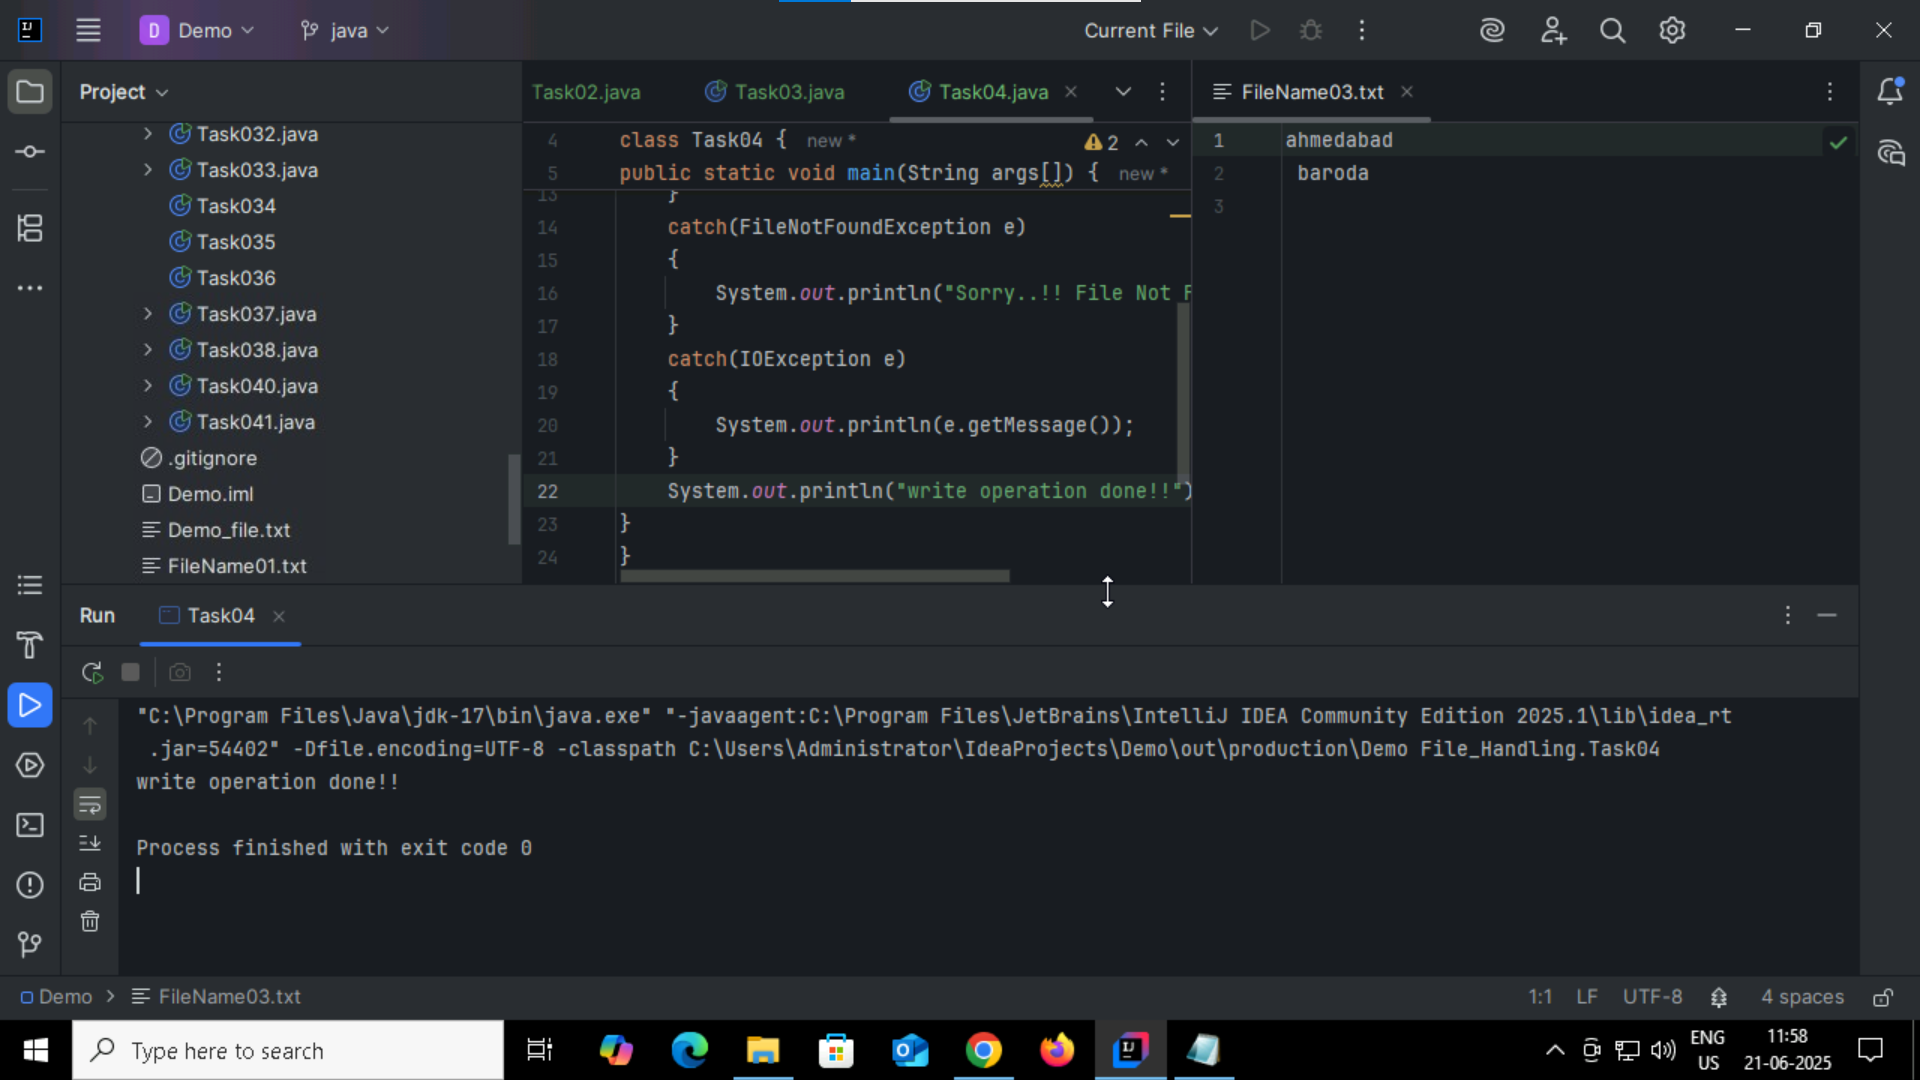 D Demo java Current File
Project
Task032.java
Task033.java
Task034
Task035
Task036
Task037.java
Task038.java
Task040.java
Task041.java
.gitignore
Demo.iml
Demo_file.txt
FileName01.txt
Task02.java Task03.java Task04.java
4 class Task04 { new *
5 public static void main(String args[]) { new *
2
13 }
14 catch(FileNotFoundException e)
15 {
16 System.out.println("Sorry..!! File Not F
17 }
18 catch(IOException e)
19 {
20 System.out.println(e.getMessage());
21 }
22 System.out.println("write operation done!!")
23 }
24 }
FileName03.txt
1 ahmedabad
2 baroda
3
Run Task04
"C:\Program Files\Java\jdk-17\bin\java.exe" "-javaagent:C:\Program Files\JetBrains\IntelliJ IDEA Community Edition 2025.1\lib\idea_rt
.jar=54402" -Dfile.encoding=UTF-8 -classpath C:\Users\Administrator\IdeaProjects\Demo\out\production\Demo File_Handling.Task04
write operation done!!
Process finished with exit code 0
Demo > FileName03.txt
1:1 LF UTF-8 4 spaces
Type here to search
ENG
US
11:58
21-06-2025